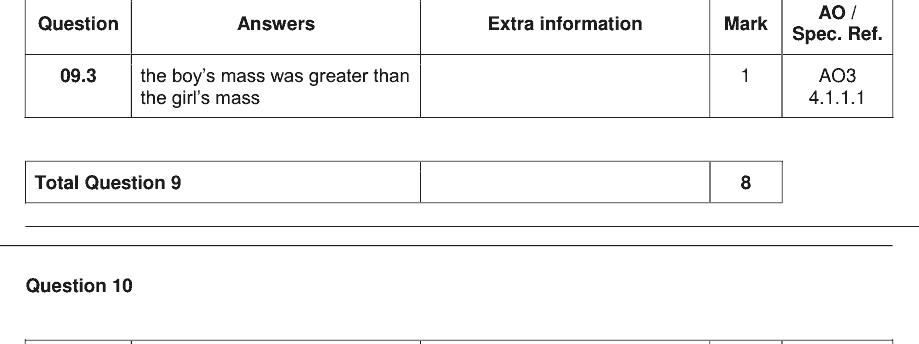 Question Answers Extra information Mark AO /
Spec. Ref.
09.3 the boy's mass was greater than 1 AO3
the girl's mass 4.1.1.1
Total Question 9 8
Question 10